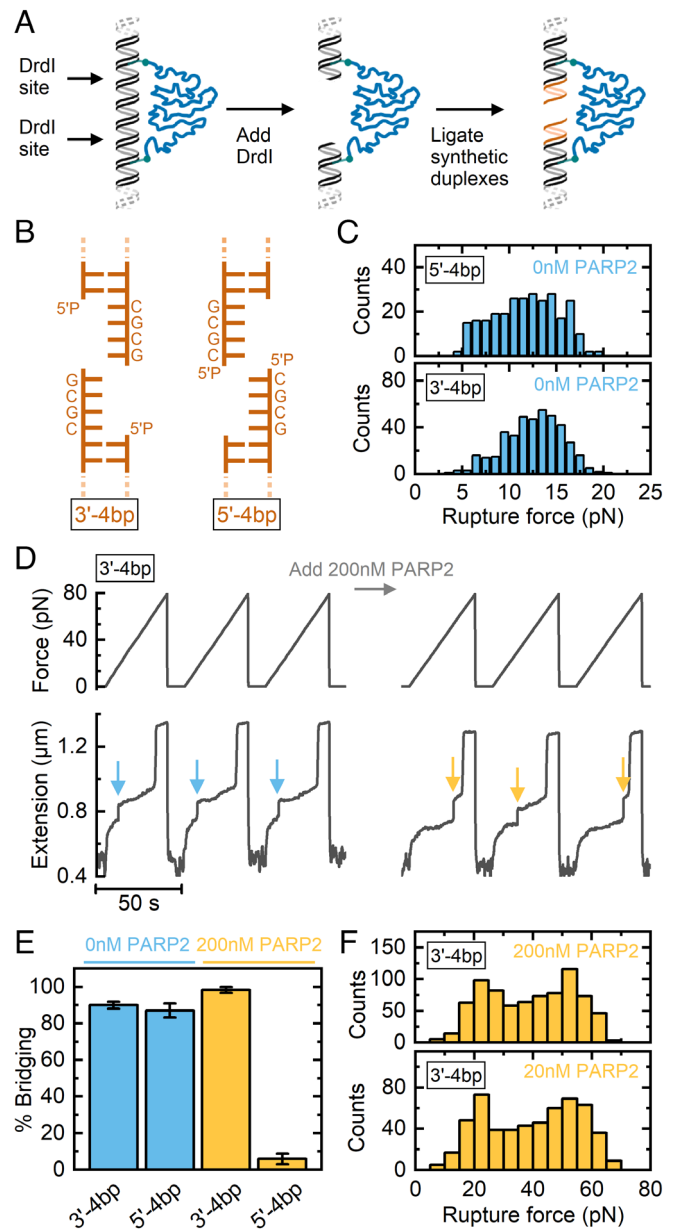 A
DrdI
site
DrdI
site
Add
DrdI
Ligate
synthetic
duplexes
B
5'P
C
G
C
G
G
C
G
C
5'P
3'-4bp
C
G
C
G
5'P
5'P
C
G
C
G
5'-4bp
C
5'-4bp
0nM PARP2
Counts
40
20
0
3'-4bp
0nM PARP2
Counts
80
40
0
0 5 10 15 20 25
Rupture force (pN)
D
3'-4bp
Add 200nM PARP2
Force (pN)
80
40
0
Extension (μm)
1.2
0.8
0.4
50 s
E
0nM PARP2 200nM PARP2
% Bridging
100
80
60
40
20
0
3'-4bp 5'-4bp 3'-4bp 5'-4bp
F
3'-4bp
200nM PARP2
Counts
150
100
50
0
3'-4bp
20nM PARP2
Counts
80
40
0
0 20 40 60 80
Rupture force (pN)